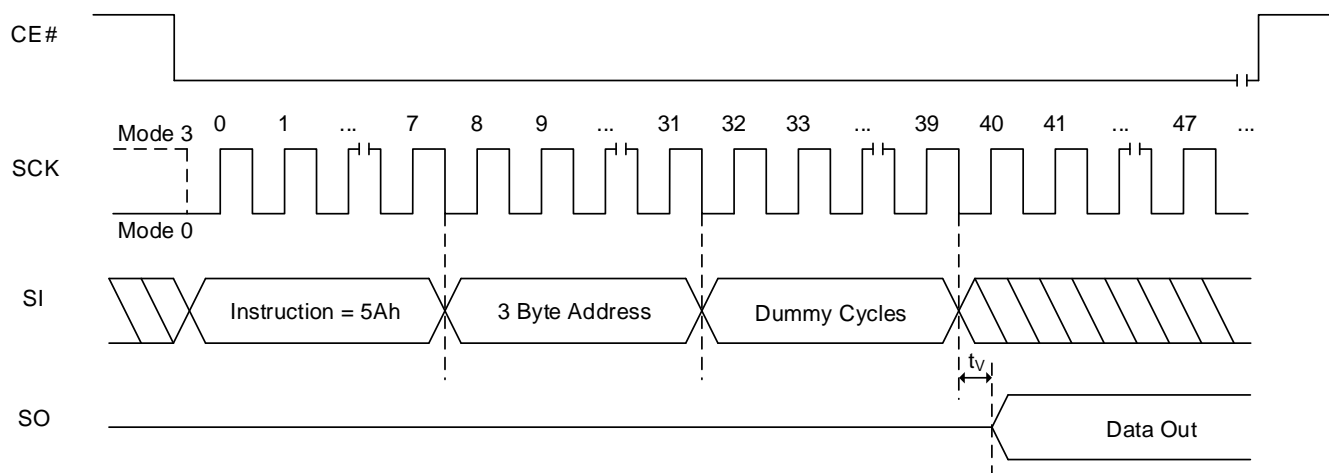 CE#
0 1 ... 7 8 9 ... 31 32 33 ... 39 40 41 ... 47 ...
Mode 3
SCK
Mode 0
SI
Instruction = 5Ah
3 Byte Address
Dummy Cycles
tV
SO
Data Out